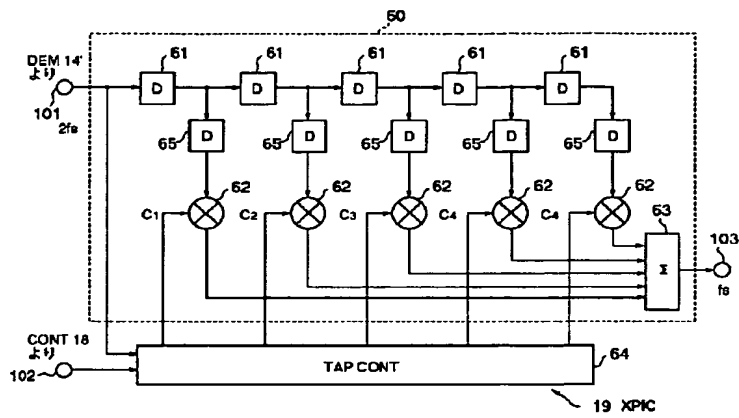 60
DEM 14'
より
101
2fs
61
61
61
61
61
D
D
D
D
D
65
D
65
D
65
D
65
D
65
D
62
62
62
62
62
C1
C2
C3
C4
C4
63
Σ
103
fs
CONT 18
より
102
TAP CONT
64
19 XPIC